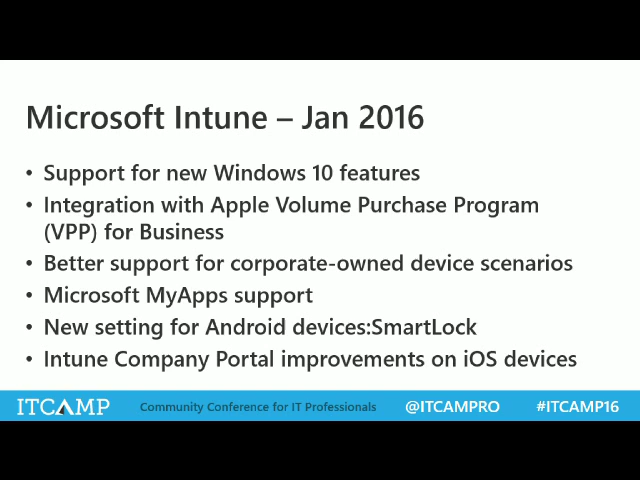 Microsoft Intune – Jan 2016
• Support for new Windows 10 features
• Integration with Apple Volume Purchase Program
(VPP) for Business
• Better support for corporate-owned device scenarios
• Microsoft MyApps support
• New setting for Android devices:SmartLock
• Intune Company Portal improvements on iOS devices
ITCAMP Community Conference for IT Professionals @ITCAMPRO #ITCAMP16